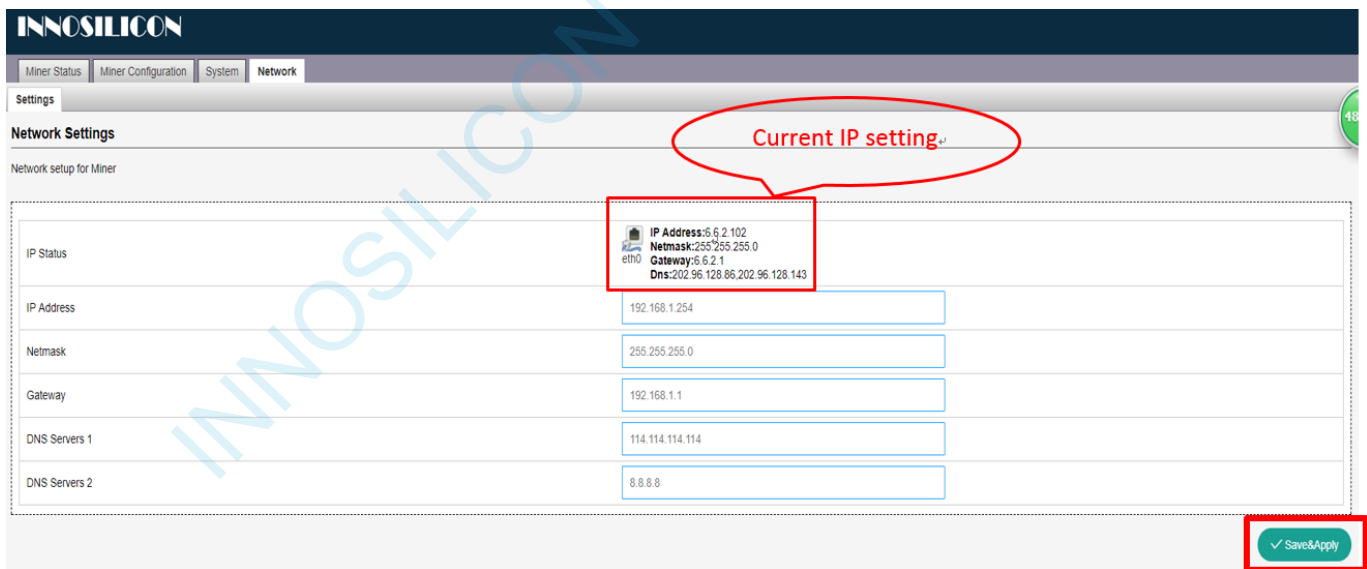 INNOSILICON
Miner Status Miner Configuration System Network
Settings
48
Network Settings
Current IP setting
Network setup for Miner
IP Status
eth0
IP Address:6.6.2.102
Netmask:255.255.255.0
Gateway:6.6.2.1
Dns:202.96.128.86,202.96.128.143
IP Address 192.168.1.254
Netmask 255.255.255.0
Gateway 192.168.1.1
DNS Servers 1 114.114.114.114
DNS Servers 2 8.8.8.8
Save&Apply
INNOSILICON